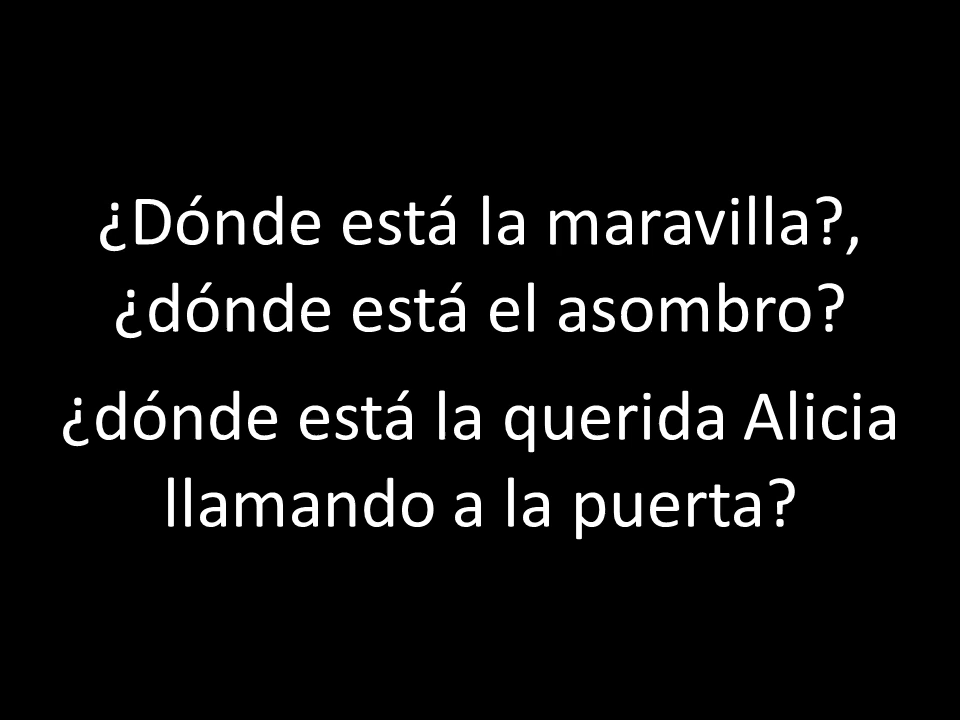 ¿Dónde está la maravilla?,
¿dónde está el asombro?
¿dónde está la querida Alicia
llamando a la puerta?